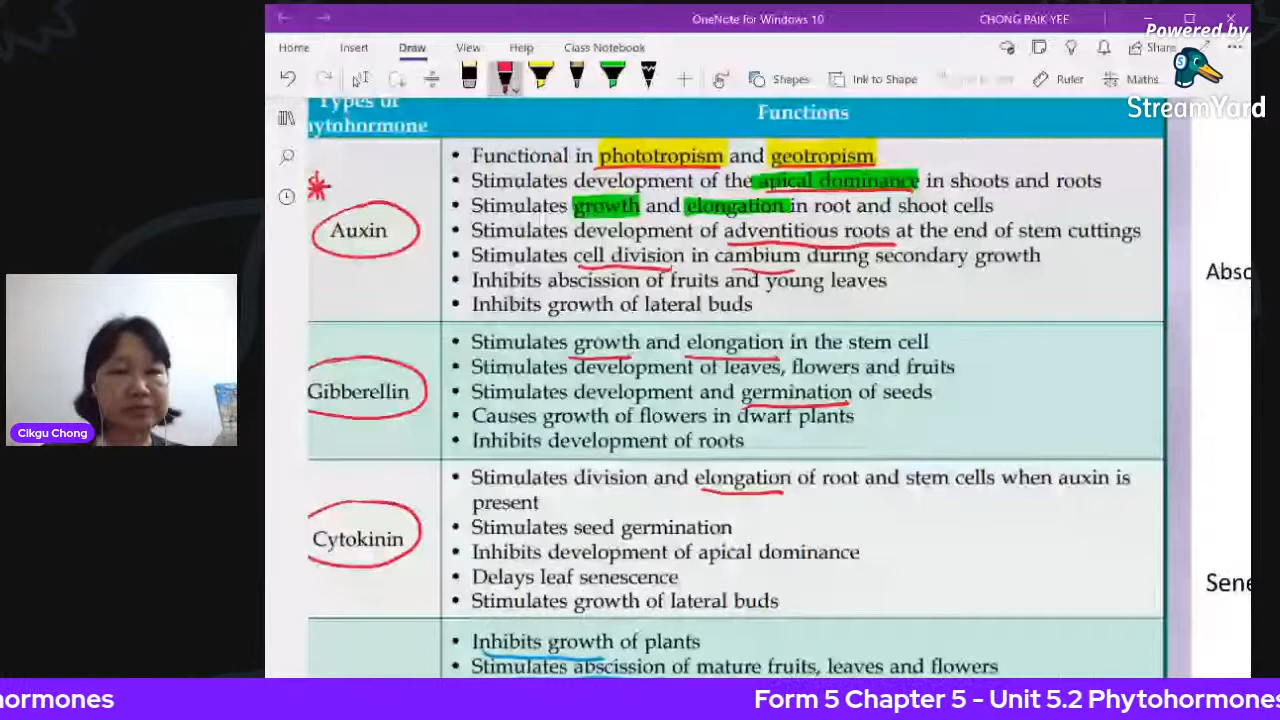 OneNote for Windows 10
CHONG PAIK YEE
Powered by
Home Insert Draw View Help Class Notebook
Share
Shapes Ink to Shape Ruler Maths
StreamYard
Types of
hytohormone
Functions
• Functional in phototropism and geotropism
• Stimulates development of the apical dominance in shoots and roots
• Stimulates growth and elongation in root and shoot cells
Auxin
• Stimulates development of adventitious roots at the end of stem cuttings
• Stimulates cell division in cambium during secondary growth
• Inhibits abscission of fruits and young leaves
• Inhibits growth of lateral buds
Absc
• Stimulates growth and elongation in the stem cell
• Stimulates development of leaves, flowers and fruits
Gibberellin
• Stimulates development and germination of seeds
• Causes growth of flowers in dwarf plants
• Inhibits development of roots
Cikgu Chong
• Stimulates division and elongation of root and stem cells when auxin is
present
• Stimulates seed germination
Cytokinin
• Inhibits development of apical dominance
• Delays leaf senescence
• Stimulates growth of lateral buds
Sene
• Inhibits growth of plants
• Stimulates abscission of mature fruits, leaves and flowers
hormones
Form 5 Chapter 5 - Unit 5.2 Phytohormones